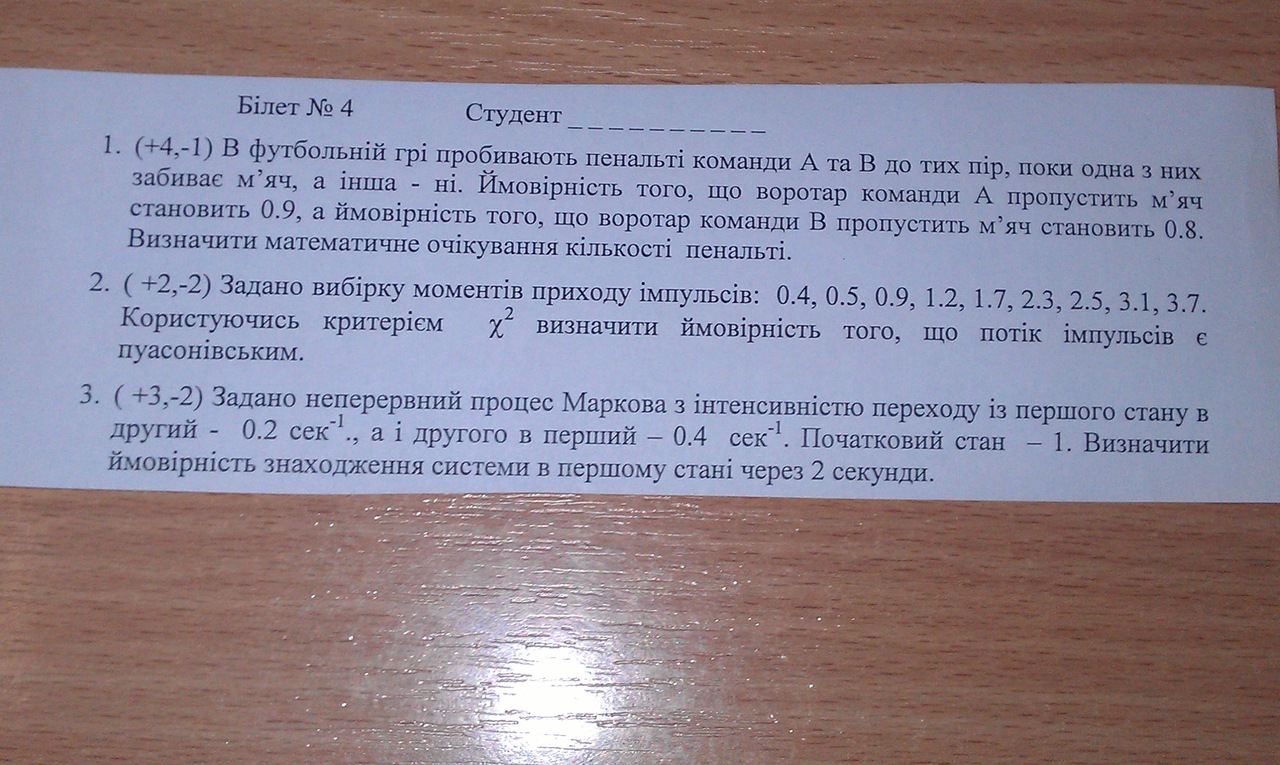 Білет № 4 Студент _ _ _ _ _ _ _ _ _ _
1. (+4,-1) В футбольній грі пробивають пенальті команди А та В до тих пір, поки одна з них
забиває м’яч, а інша - ні. Ймовірність того, що воротар команди А пропустить м’яч
становить 0.9, а ймовірність того, що воротар команди В пропустить м’яч становить 0.8.
Визначити математичне очікування кількості пенальті.
2. ( +2,-2) Задано вибірку моментів приходу імпульсів: 0.4, 0.5, 0.9, 1.2, 1.7, 2.3, 2.5, 3.1, 3.7.
Користуючись критерієм χ² визначити ймовірність того, що потік імпульсів є
пуасонівським.
3. ( +3,-2) Задано неперервний процес Маркова з інтенсивністю переходу із першого стану в
другий - 0.2 сек⁻¹., а і другого в перший – 0.4 сек⁻¹. Початковий стан – 1. Визначити
ймовірність знаходження системи в першому стані через 2 секунди.